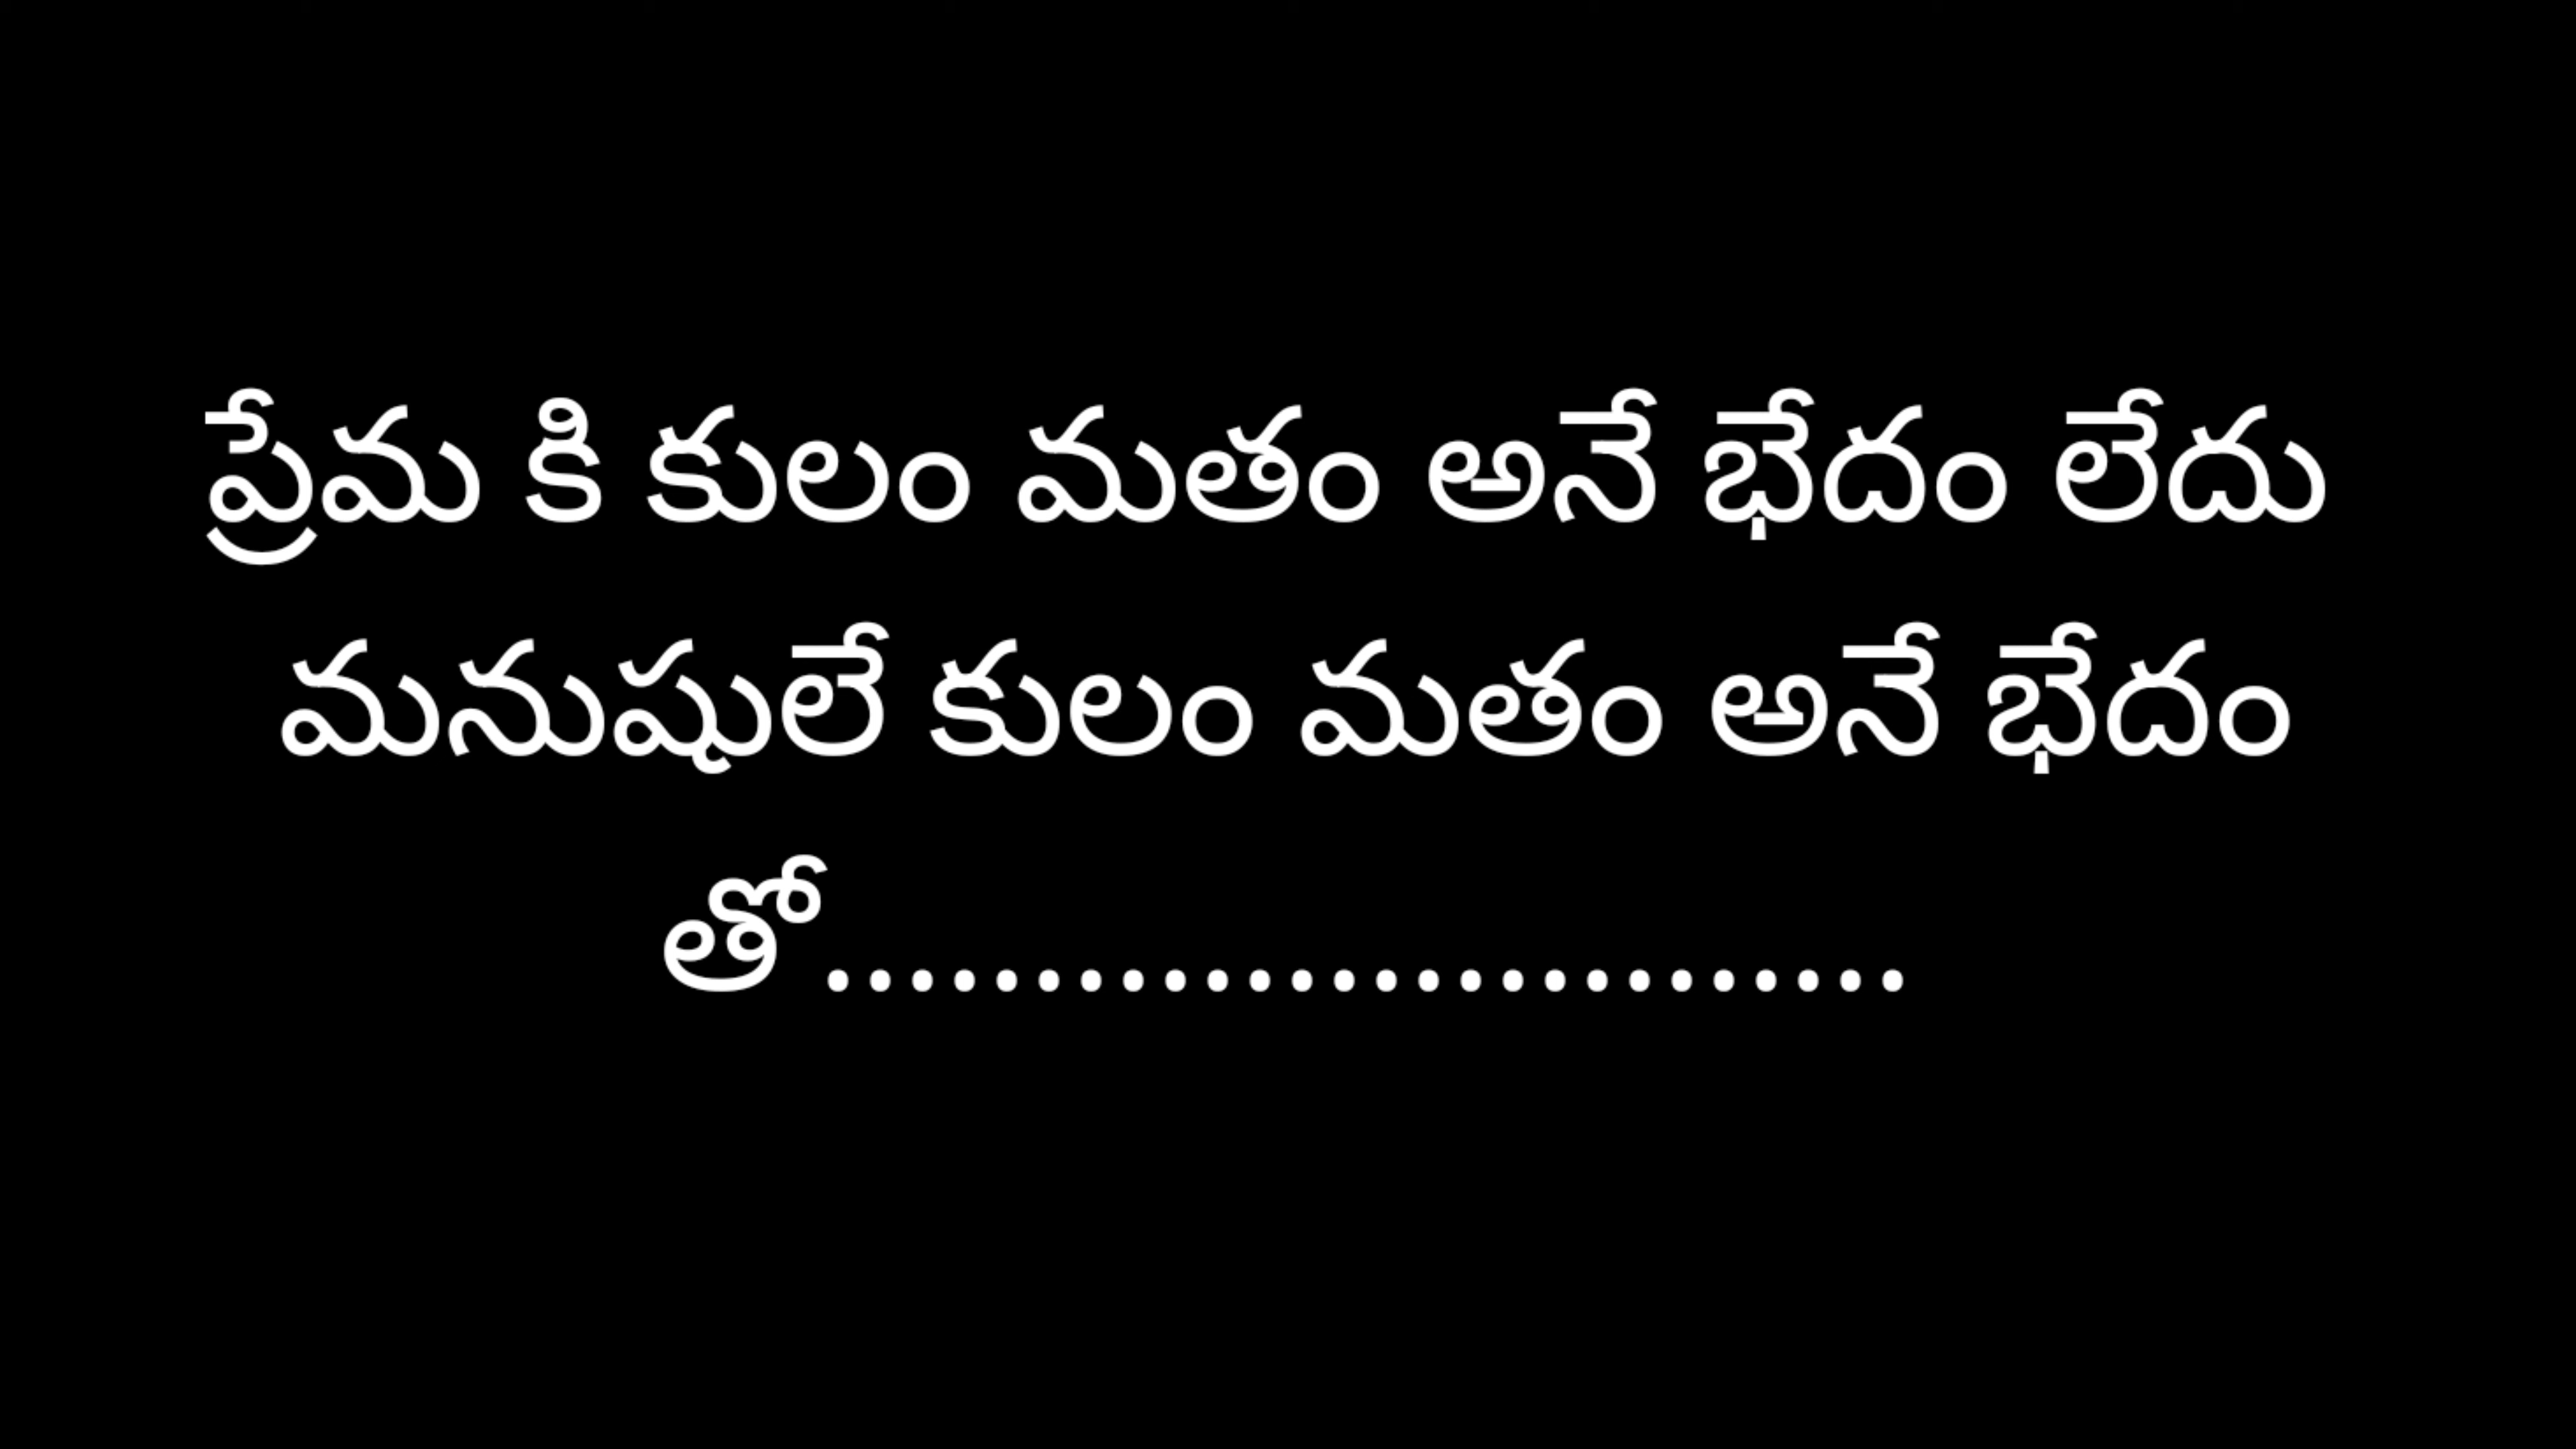 ప్రేమ కి కులం మతం అనే భేదం లేదు
మనుషులే కులం మతం అనే భేదం
తో..........................